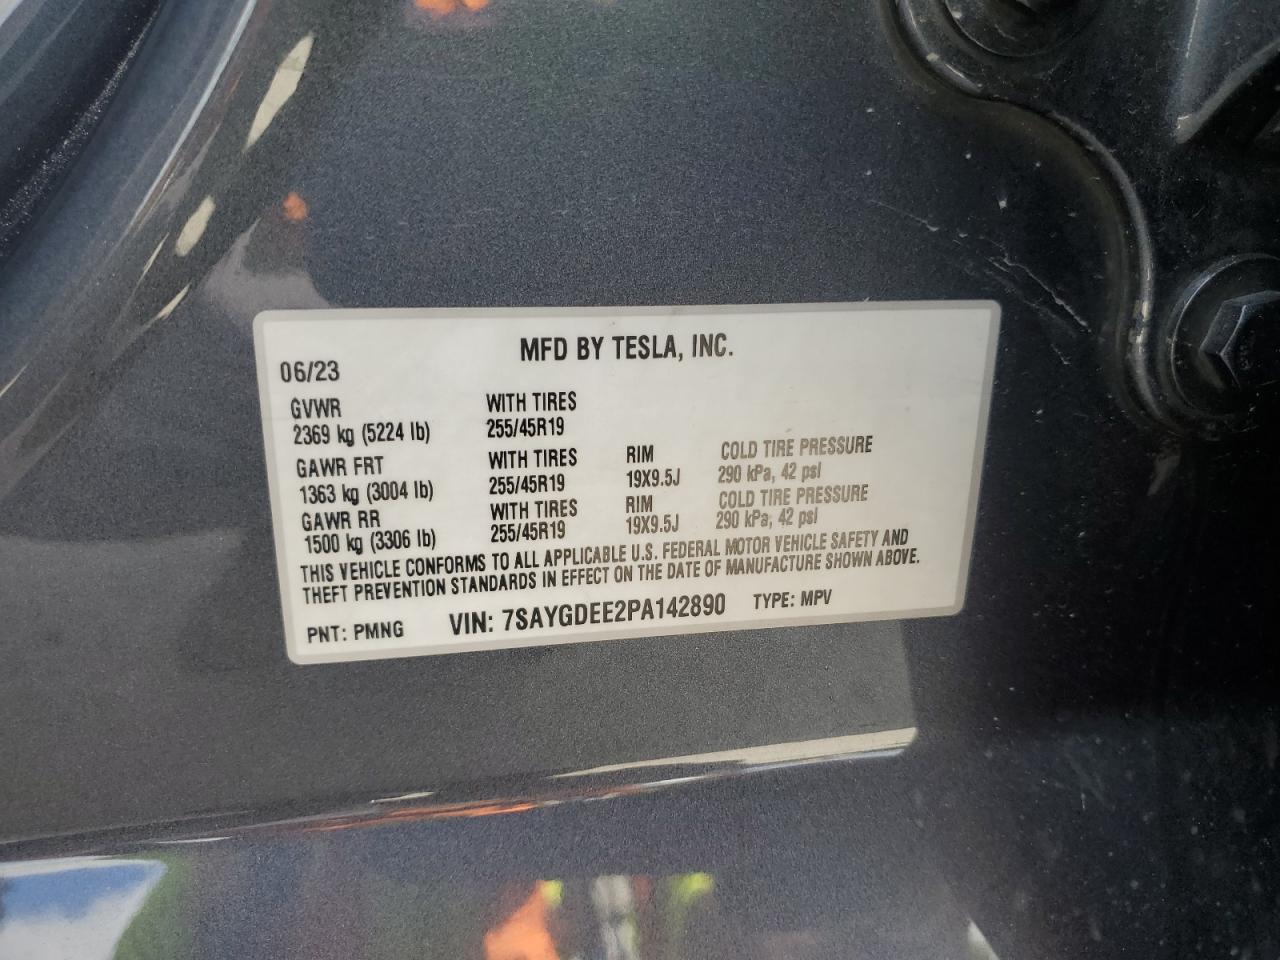 MFD BY TESLA, INC.
06/23
GVWR WITH TIRES
2369 kg (5224 lb) 255/45R19
GAWR FRT WITH TIRES RIM COLD TIRE PRESSURE
1363 kg (3004 lb) 255/45R19 19X9.5J 290 kPa, 42 psi
GAWR RR WITH TIRES RIM COLD TIRE PRESSURE
1500 kg (3306 lb) 255/45R19 19X9.5J 290 kPa, 42 psi
THIS VEHICLE CONFORMS TO ALL APPLICABLE U.S. FEDERAL MOTOR VEHICLE SAFETY AND
THEFT PREVENTION STANDARDS IN EFFECT ON THE DATE OF MANUFACTURE SHOWN ABOVE.
PNT: PMNG VIN: 7SAYGDEE2PA142890 TYPE: MPV